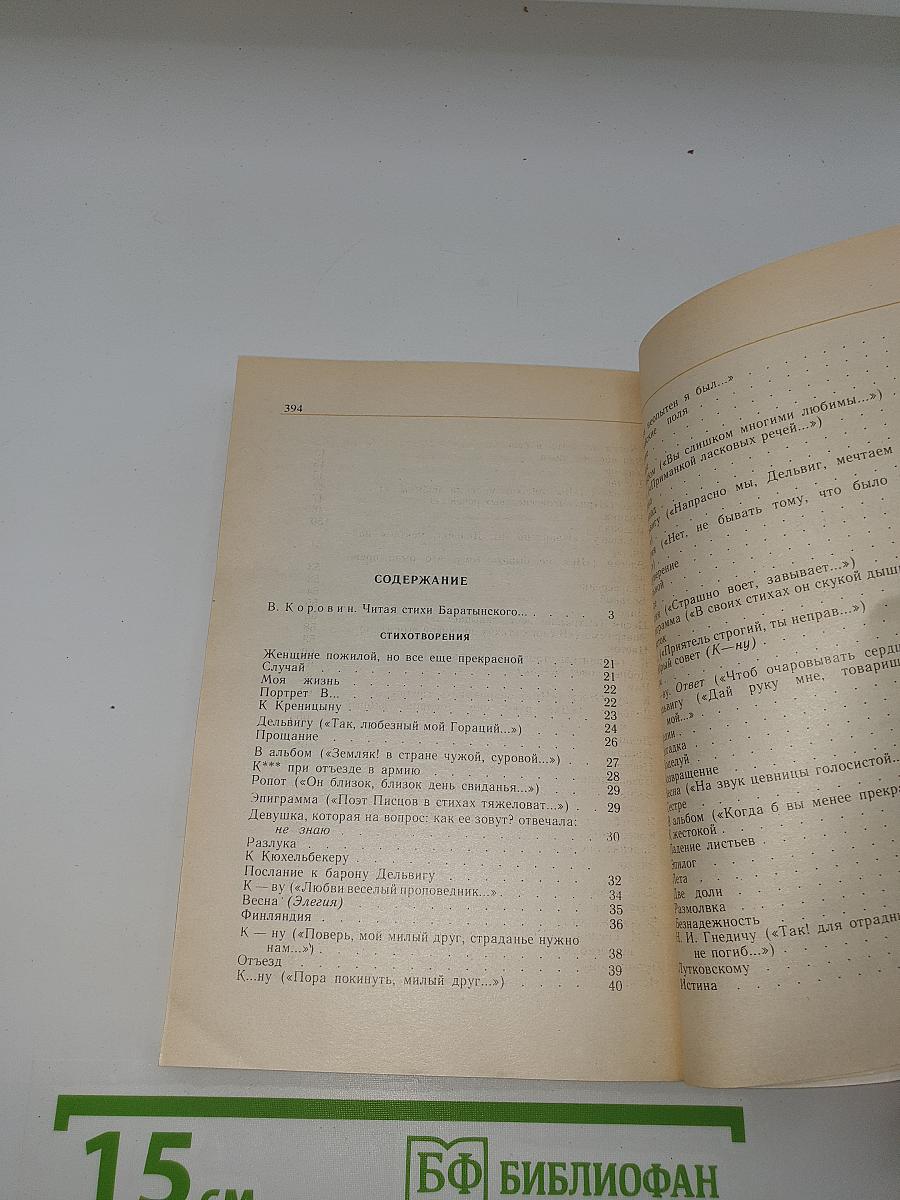 394
СОДЕРЖАНИЕ
В. Коровин. Читая стихи Баратынского... 3
СТИХОТВОРЕНИЯ
Женщине пожилой, но все еще прекрасной 21
Случай 21
Моя жизнь 22
Портрет В... 22
К Креницыну 23
Дельвигу («Так, любезный мой Гораций...») 24
Прощание 26
В альбом («Земляк! в стране чужой, суровой...») 27
К*** при отъезде в армию 28
Ропот («Он близок, близок день свиданья...») 29
Эпиграмма («Поэт Писцов в стихах тяжеловат...») 29
Девушка, которая на вопрос: как ее зовут? отвечала:
не знаю 30
Разлука
К Кюхельбекеру
Послание к барону Дельвигу 32
К — ву («Любви веселый проповедник... 34
Весна (Элегия) 35
Финляндия 36
К — ну («Поверь, мой милый друг, страданье нужно
нам...») 38
Отъезд 39
К...ну («Пора покинуть, милый друг...») 40
я был...»
поля
(«Вы слишком многими любимы...»)
«Приманкой ласковых речей...»)
(«Напрасно мы, Дельвиг, мечтаем
(«Нет, не бывать тому, что было
(«Страшно воет, завывает...»)
(«В своих стихах он скукой
«Приятель строгий, ты неправ...»)
совет (К—ну)
Ответ («Чтоб очаровывать
(«Дай руку мне,
мой...»
(«На звук цевницы голосистой...
альбом («Когда б вы менее
жестокой
Падение листьев
Эпилог
Лета
Две доли
Размолвка
Безнадежность
Н. И. Гнедичу («Так! для
не погиб...»)
Лутковскому
Истина
15 см
БФ БИБЛИОФАН